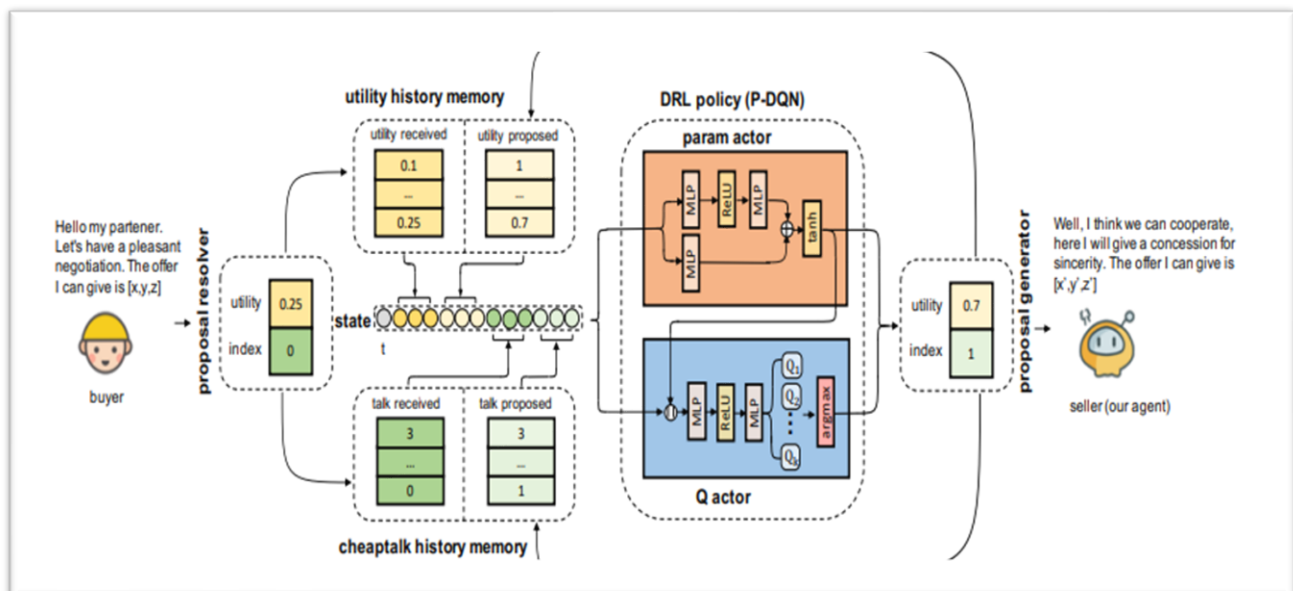 Hello my partener.
Let's have a pleasant
negotiation. The offer
I can give is [x,y,z]
buyer
proposal resolver
utility
0.25
index
0
utility history memory
utility received
utility proposed
0.1
...
0.25
1
...
0.7
state
t
talk received
talk proposed
3
...
0
3
...
1
cheaptalk history memory
DRL policy (P-DQN)
param actor
MLP
ReLU
MLP
MLP
tanh
MLP
ReLU
MLP
Q1
Q2
Qk
argmax
Q actor
utility
0.7
index
1
proposal generator
Well, I think we can cooperate,
here I will give a concession for
sincerity. The offer I can give is
[x',y',z']
seller (our agent)